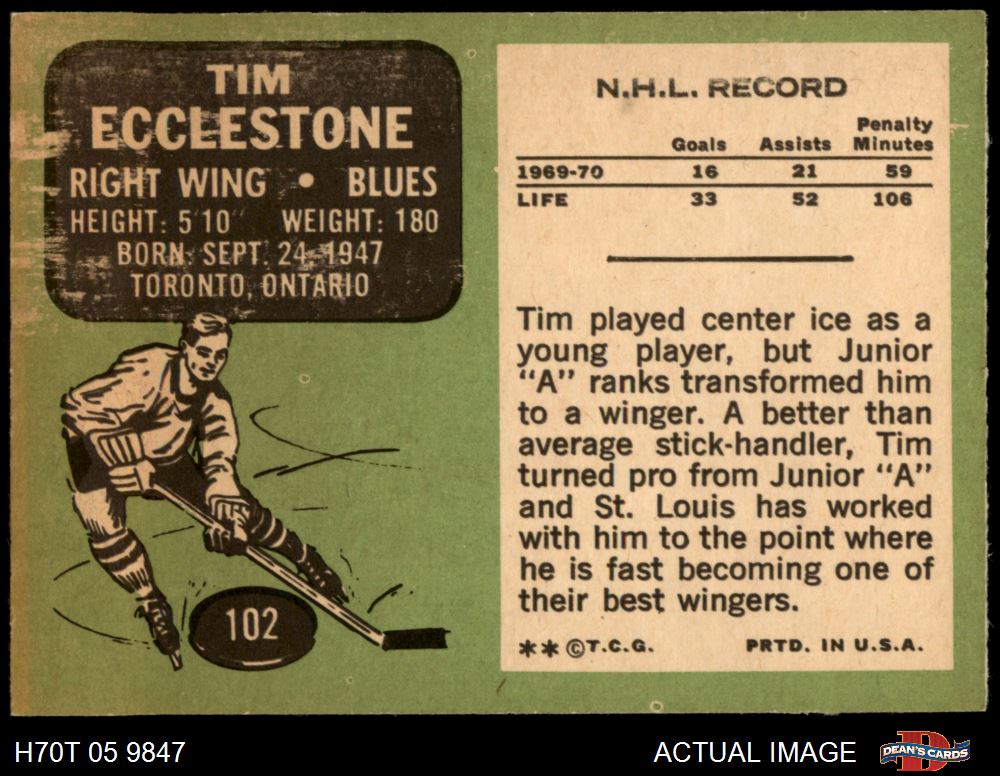 TIM
ECCLESTONE
RIGHT WING • BLUES
HEIGHT: 5'10" WEIGHT: 180
BORN: SEPT. 24, 1947
TORONTO, ONTARIO
102
N.H.L. RECORD
Goals Assists Penalty Minutes
1969-70 16 21 59
LIFE 33 52 106
Tim played center ice as a
young player, but Junior
“A” ranks transformed him
to a winger. A better than
average stick-handler, Tim
turned pro from Junior “A”
and St. Louis has worked
with him to the point where
he is fast becoming one of
their best wingers.
** © T.C.G. PRTD. IN U.S.A.
H70T 05 9847
ACTUAL IMAGE
D
DEAN'S CARDS